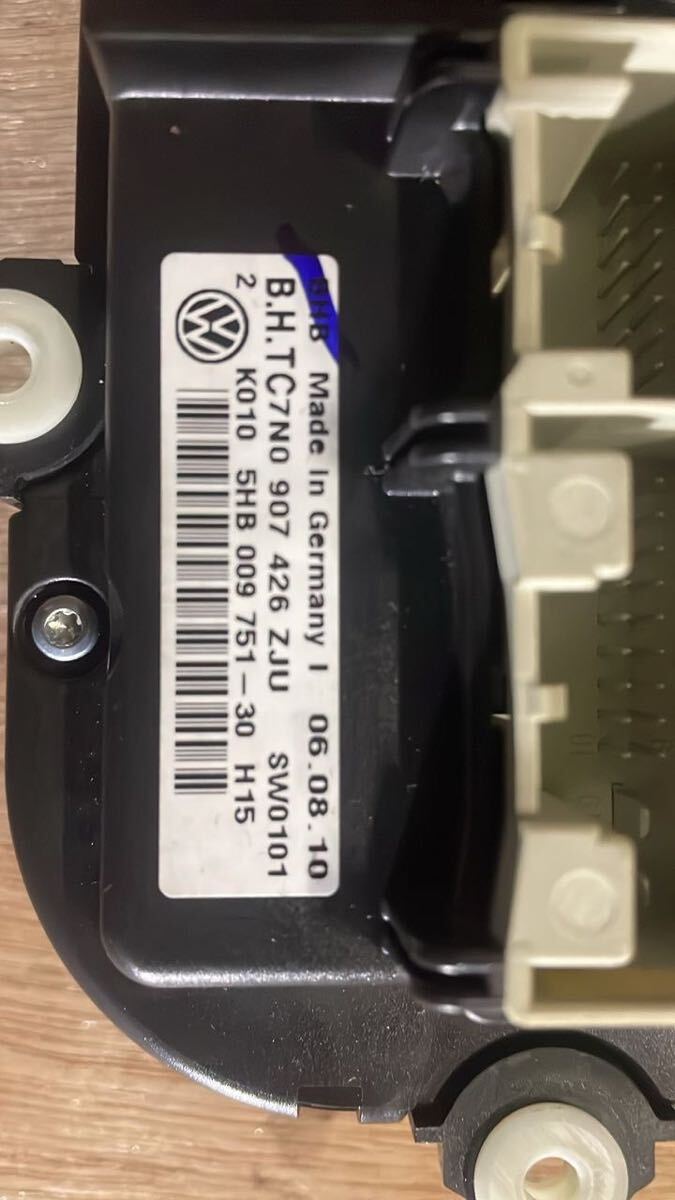 BHB Made In Germany I 06.08.10
B.H.TC7N0 907 426 ZJU SW0101
2 K010 5HB 009 751-30 H15